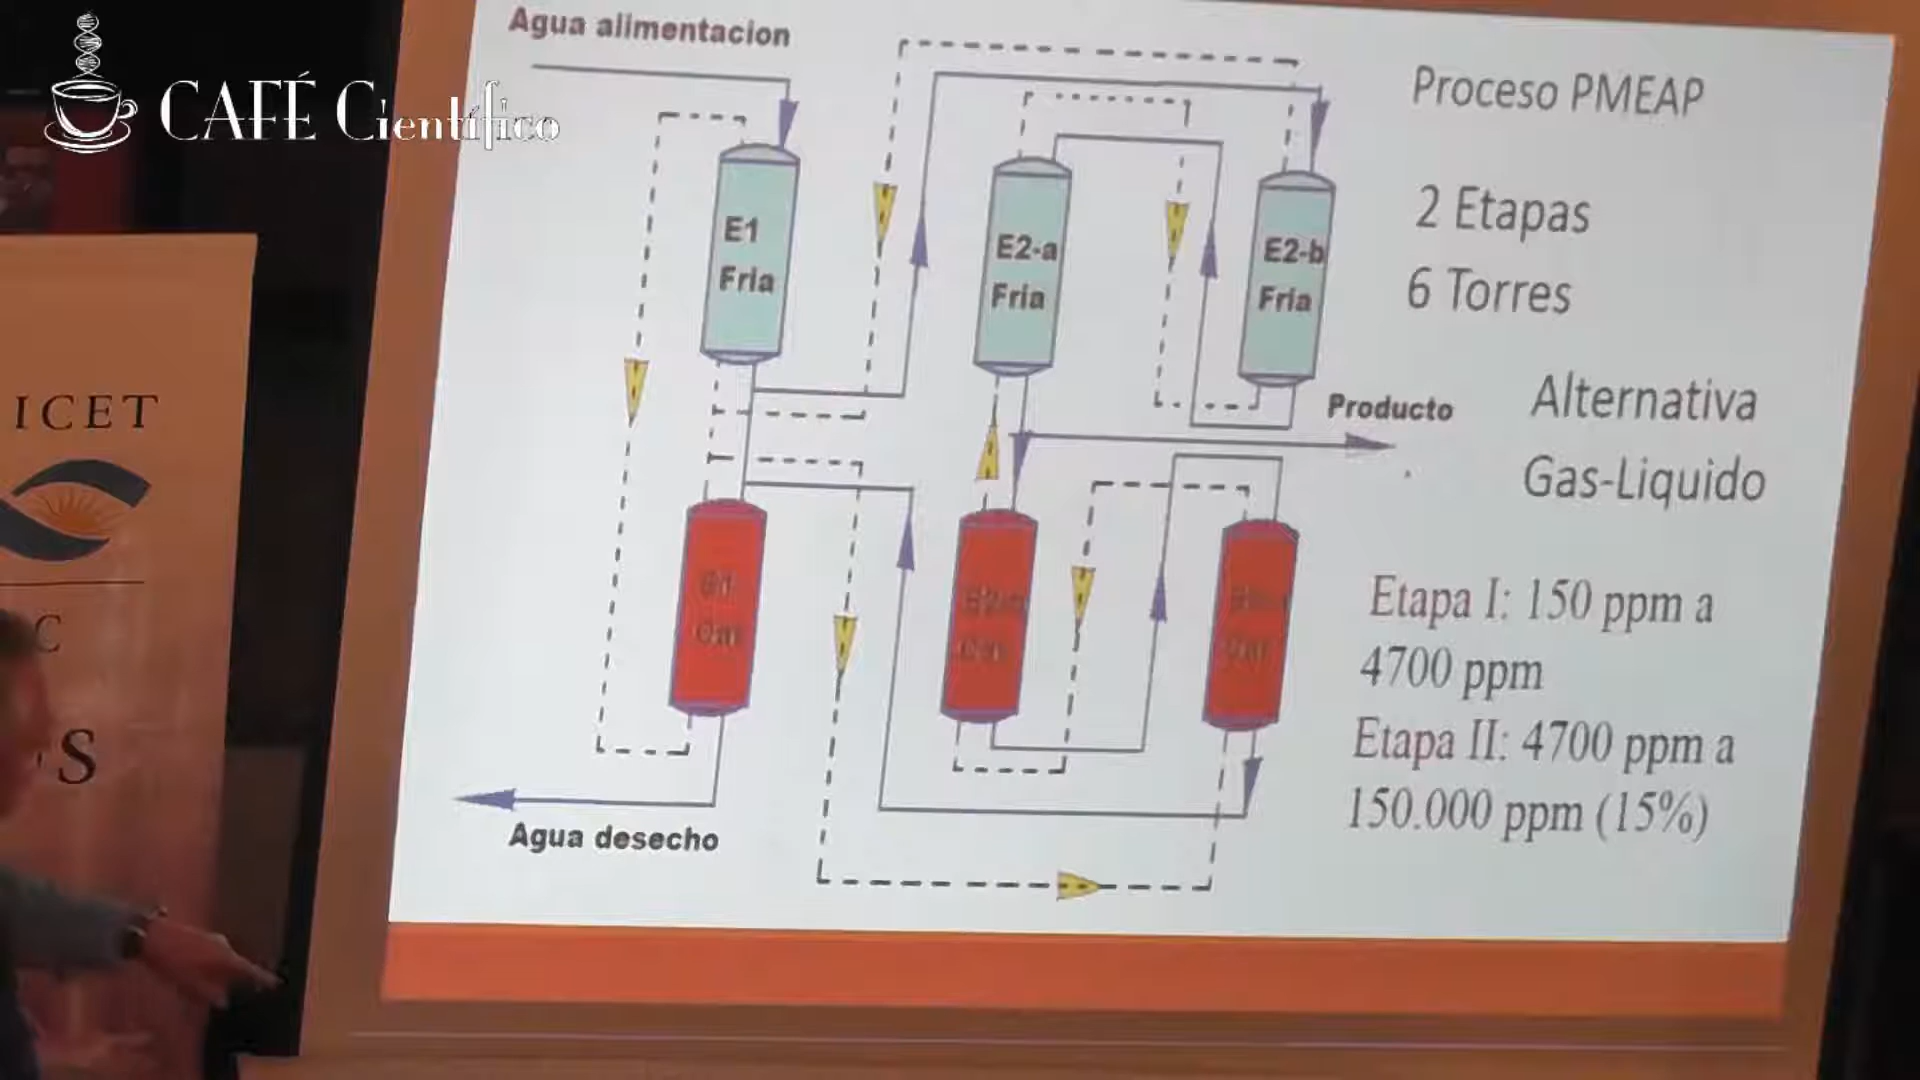 CAFÉ Científico
Agua alimentacion
E1
Fria
E2-a
Fria
E2-b
Fria
Producto
Agua desecho
Proceso PMEAP
2 Etapas
6 Torres
Alternativa
Gas-Liquido
Etapa I: 150 ppm a
4700 ppm
Etapa II: 4700 ppm a
150.000 ppm (15%)
ICET
C
S